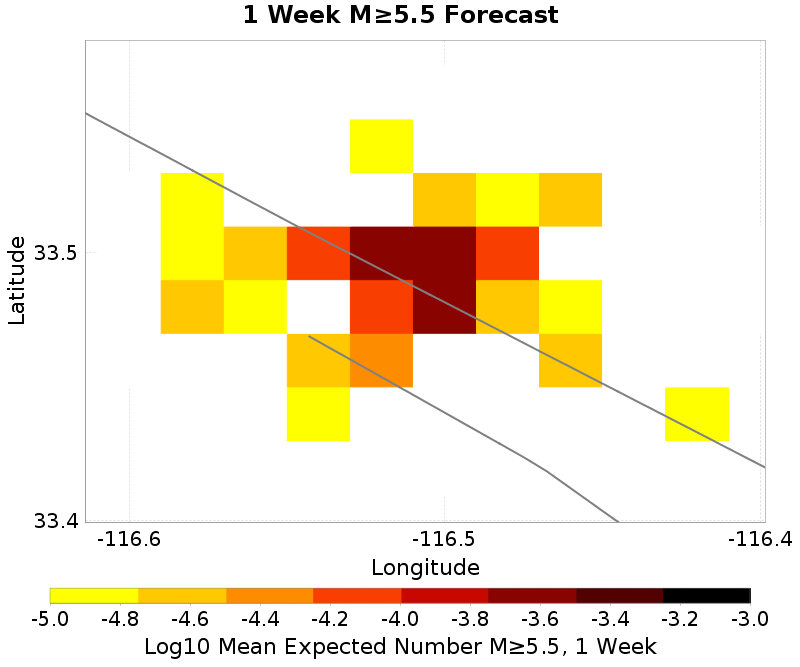 1 Week M≥5.5 Forecast
Latitude
33.5
33.4
-116.6 -116.5 -116.4
Longitude
-5.0 -4.8 -4.6 -4.4 -4.2 -4.0 -3.8 -3.6 -3.4 -3.2 -3.0
Log10 Mean Expected Number M≥5.5, 1 Week